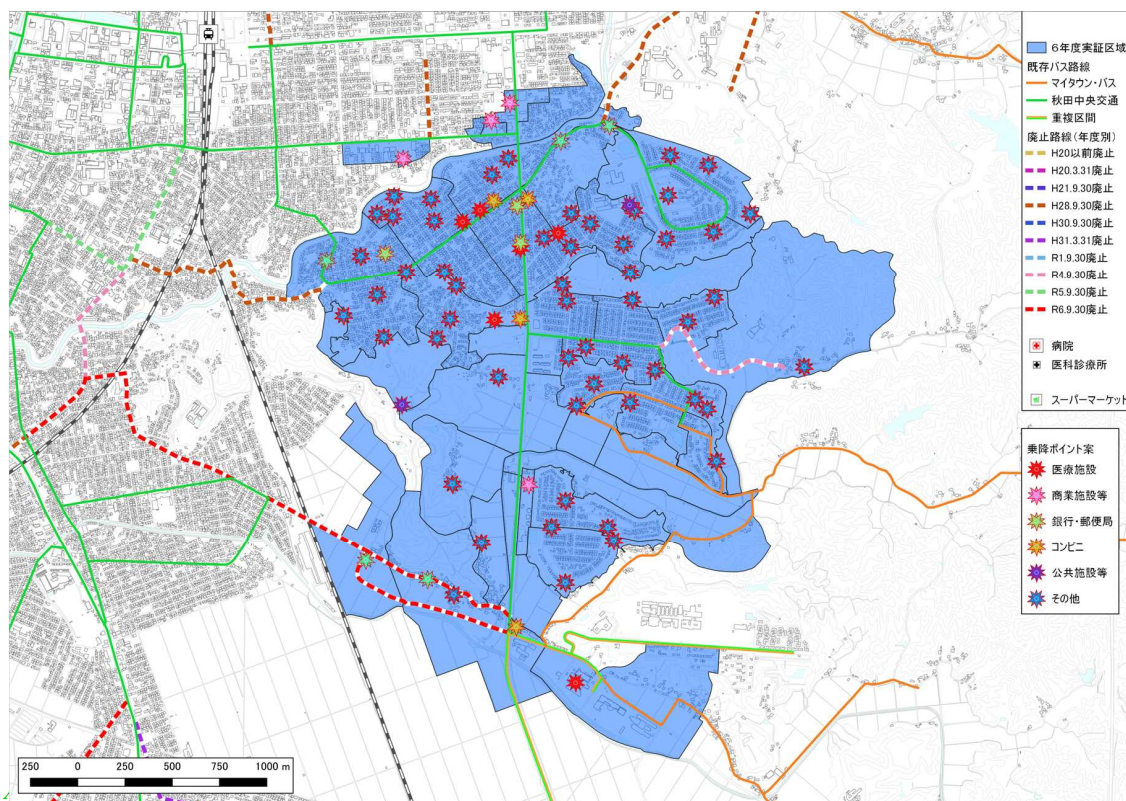 6年度実証区域
既存バス路線
マイタウン・バス
秋田中央交通
重複区間
廃止路線(年度別)
H20以前廃止
H20.3.31廃止
H21.9.30廃止
H28.9.30廃止
H30.9.30廃止
H31.3.31廃止
R1.9.30廃止
R4.9.30廃止
R5.9.30廃止
R6.9.30廃止
病院
医科診療所
スーパーマーケット
乗降ポイント案
医療施設
商業施設等
銀行・郵便局
コンビニ
公共施設等
その他
250 0 250 500 750 1000 m